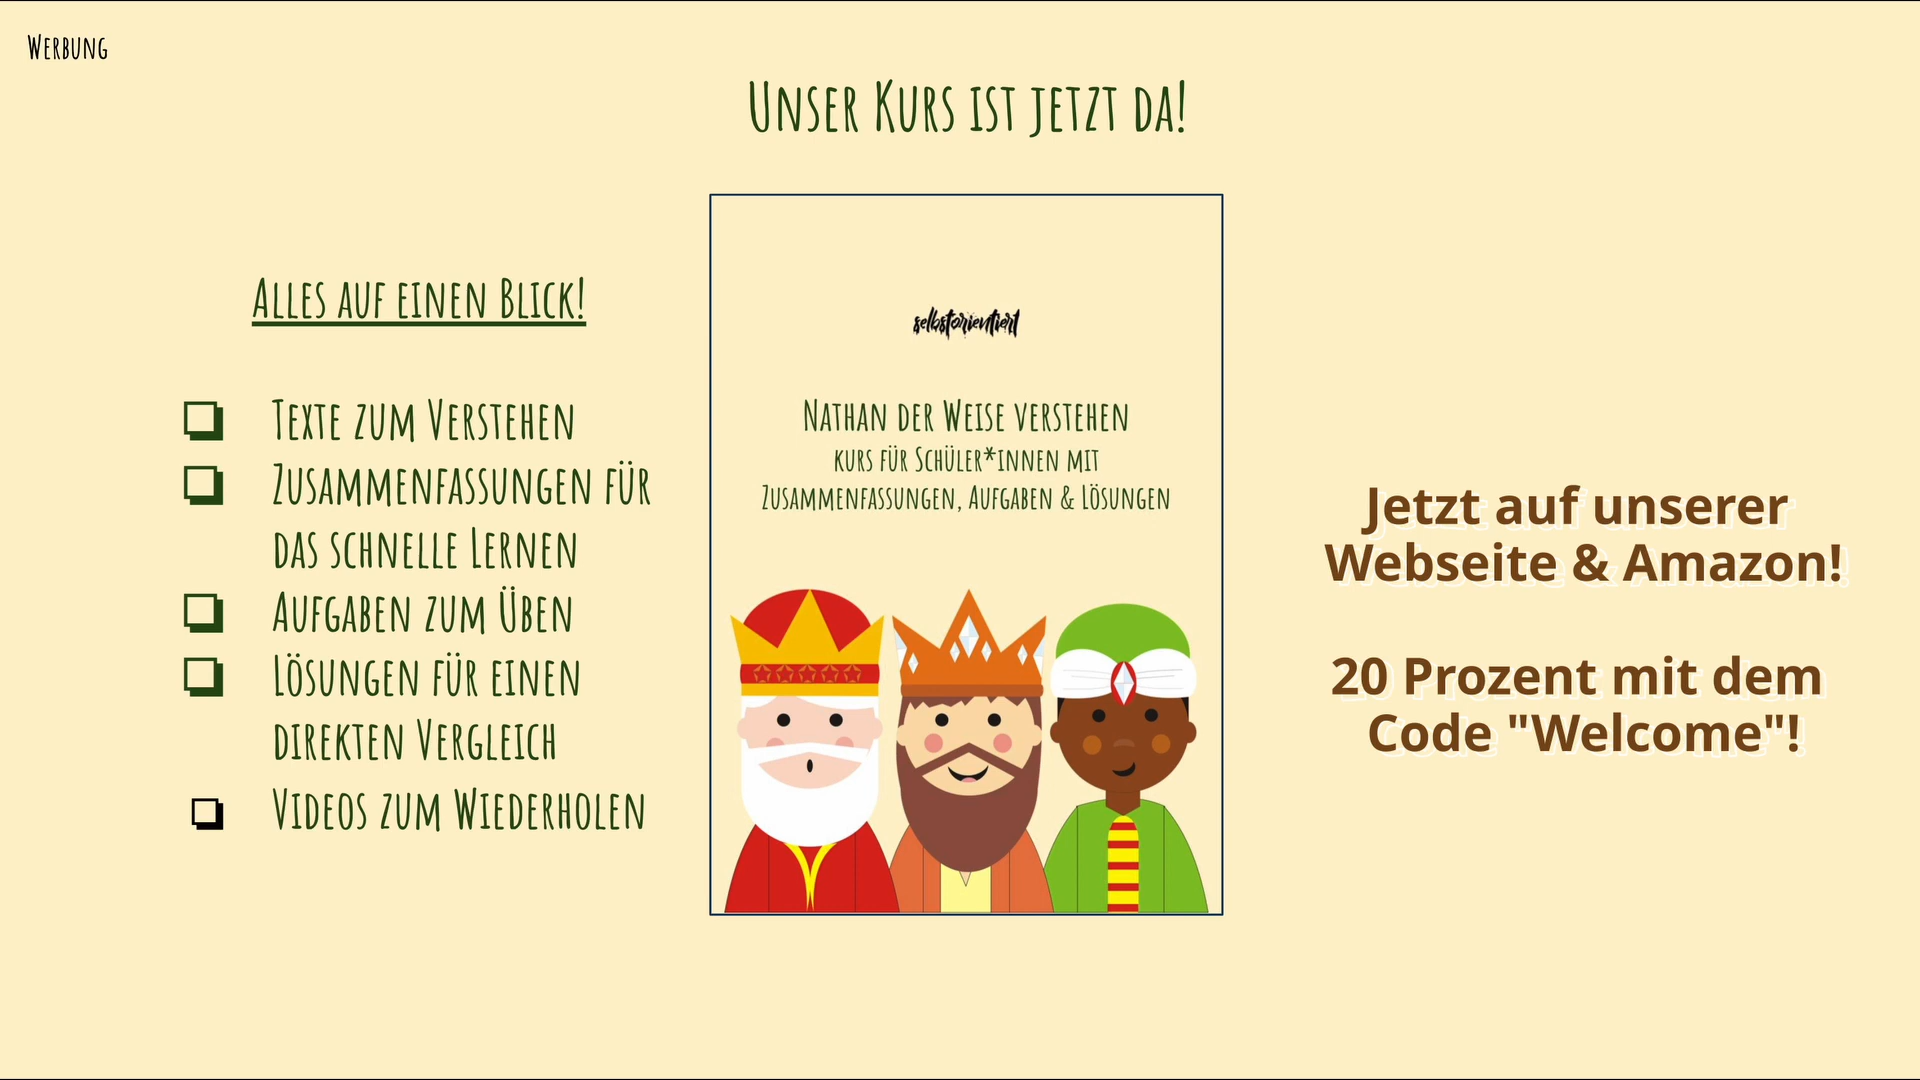 Werbung
Unser Kurs ist jetzt da!
Alles auf einen Blick!
Texte zum Verstehen
Zusammenfassungen für
das schnelle Lernen
Aufgaben zum Üben
Lösungen für einen
direkten Vergleich
Videos zum Wiederholen
selbstorientiert
Nathan der Weise verstehen
kurs für Schüler*innen mit
Zusammenfassungen, Aufgaben & Lösungen
Jetzt auf unserer
Webseite & Amazon!
20 Prozent mit dem
Code "Welcome"!